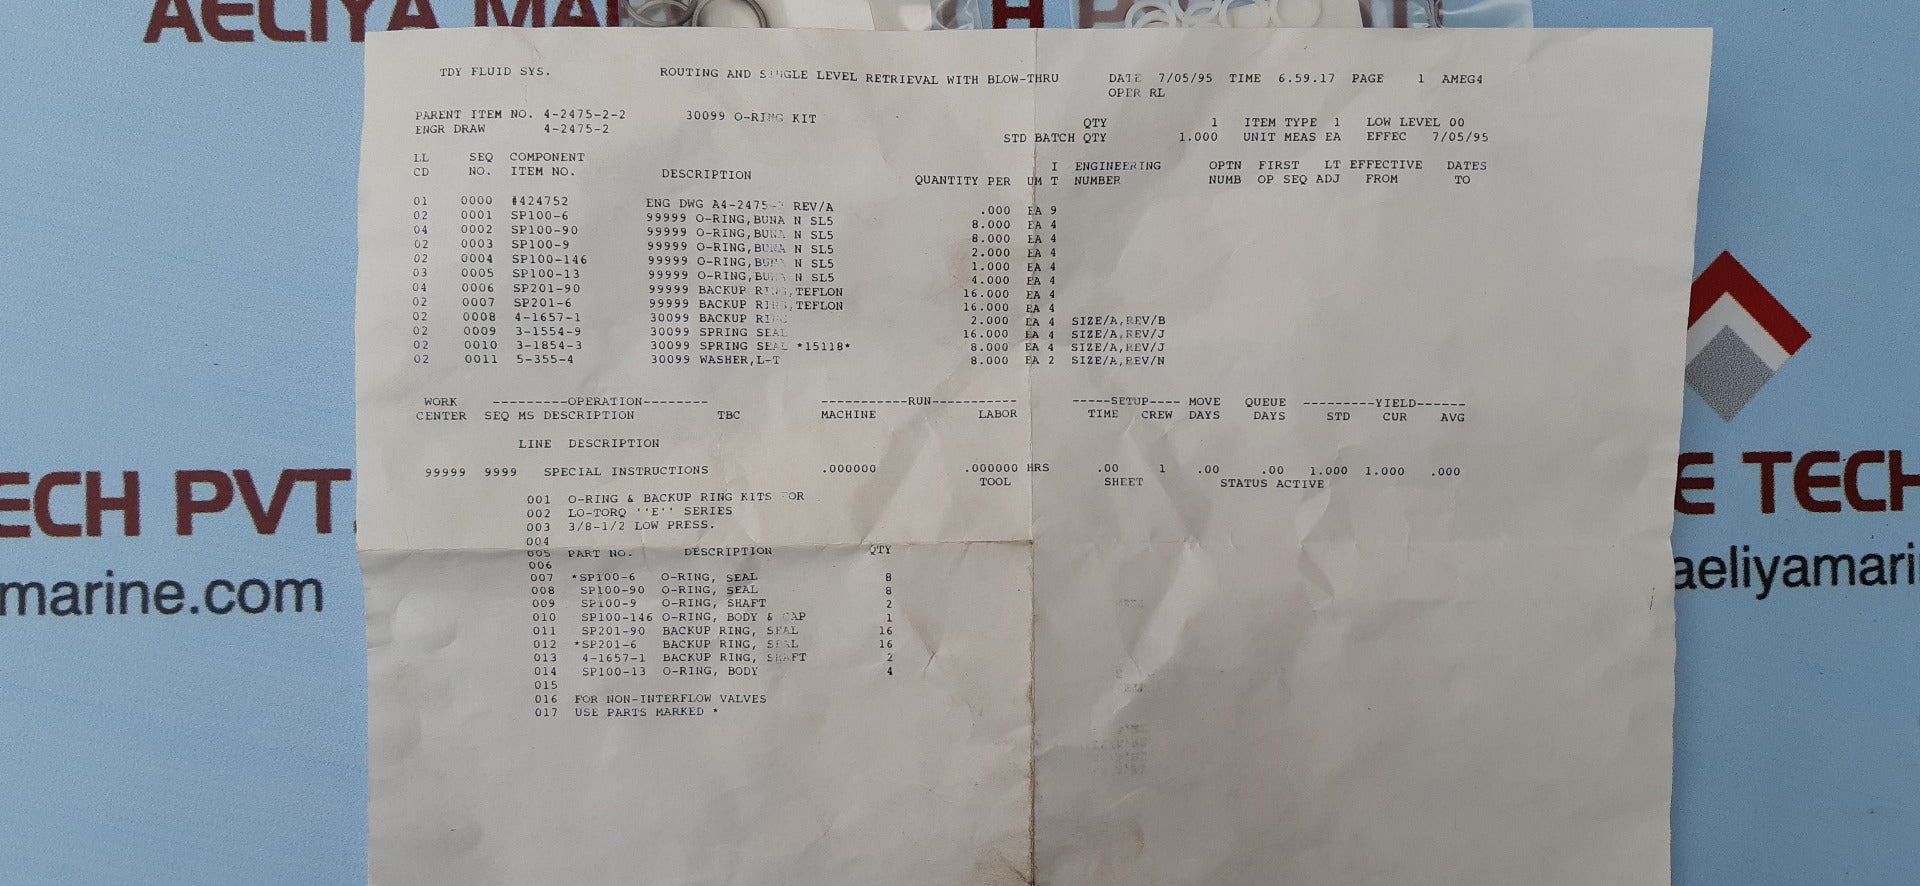 AELIYA MAR
TDY FLUID SYS. ROUTING AND SINGLE LEVEL RETRIEVAL WITH BLOW-THRU DATE 7/05/95 TIME 6.59.17 PAGE 1 AMEG4
OPER RL
PARENT ITEM NO. 4-2475-2-2 30099 O-RING KIT QTY 1 ITEM TYPE 1 LOW LEVEL 00
ENGR DRAW 4-2475-2 STD BATCH QTY 1.000 UNIT MEAS EA EFFEC 7/05/95
LL SEQ COMPONENT I ENGINEERING OPTN FIRST LT EFFECTIVE DATES
CD NO. ITEM NO. DESCRIPTION QUANTITY PER UM T NUMBER NUMB OP SEQ ADJ FROM TO
01 0000 #424752 ENG DWG A4-2475- REV/A .000 EA 9
02 0001 SP100-6 99999 O-RING,BUNA N SL5 8.000 EA 4
04 0002 SP100-90 99999 O-RING,BUNA N SL5 8.000 EA 4
02 0003 SP100-9 99999 O-RING,BUNA N SL5 2.000 EA 4
02 0004 SP100-146 99999 O-RING,BUNA N SL5 1.000 EA 4
03 0005 SP100-13 99999 O-RING,BUNA N SL5 4.000 EA 4
04 0006 SP201-90 99999 BACKUP RING,TEFLON 16.000 EA 4
02 0007 SP201-6 99999 BACKUP RING,TEFLON 16.000 EA 4
02 0008 4-1657-1 30099 BACKUP RING 2.000 EA 4 SIZE/A,REV/B
02 0009 3-1554-9 30099 SPRING SEAL 16.000 EA 4 SIZE/A,REV/J
02 0010 3-1854-3 30099 SPRING SEAL *15118* 8.000 EA 4 SIZE/A,REV/J
02 0011 5-355-4 30099 WASHER,L-T 8.000 EA 2 SIZE/A,REV/N
WORK ---------OPERATION-------- ----------RUN---------- -----SETUP---- MOVE QUEUE ---------YIELD------
CENTER SEQ MS DESCRIPTION TBC MACHINE LABOR TIME CREW DAYS DAYS STD CUR AVG
LINE DESCRIPTION
99999 9999 SPECIAL INSTRUCTIONS .000000 .000000 HRS .00 1 .00 .00 1.000 1.000 .000
TOOL SHEET STATUS ACTIVE
001 O-RING & BACKUP RING KITS FOR
002 LO-TORQ ''E'' SERIES
003 3/8-1/2 LOW PRESS.
004
005 PART NO. DESCRIPTION QTY
006
007 *SP100-6 O-RING, SEAL 8
008 SP100-90 O-RING, SEAL 8
009 SP100-9 O-RING, SHAFT 2
010 SP100-146 O-RING, BODY & CAP 1
011 SP201-90 BACKUP RING, SEAL 16
012 *SP201-6 BACKUP RING, SEAL 16
013 4-1657-1 BACKUP RING, SHAFT 2
014 SP100-13 O-RING, BODY 4
015
016 FOR NON-INTERFLOW VALVES
017 USE PARTS MARKED *
ECH PVT.
marine.com
E TECH
aeliyamari